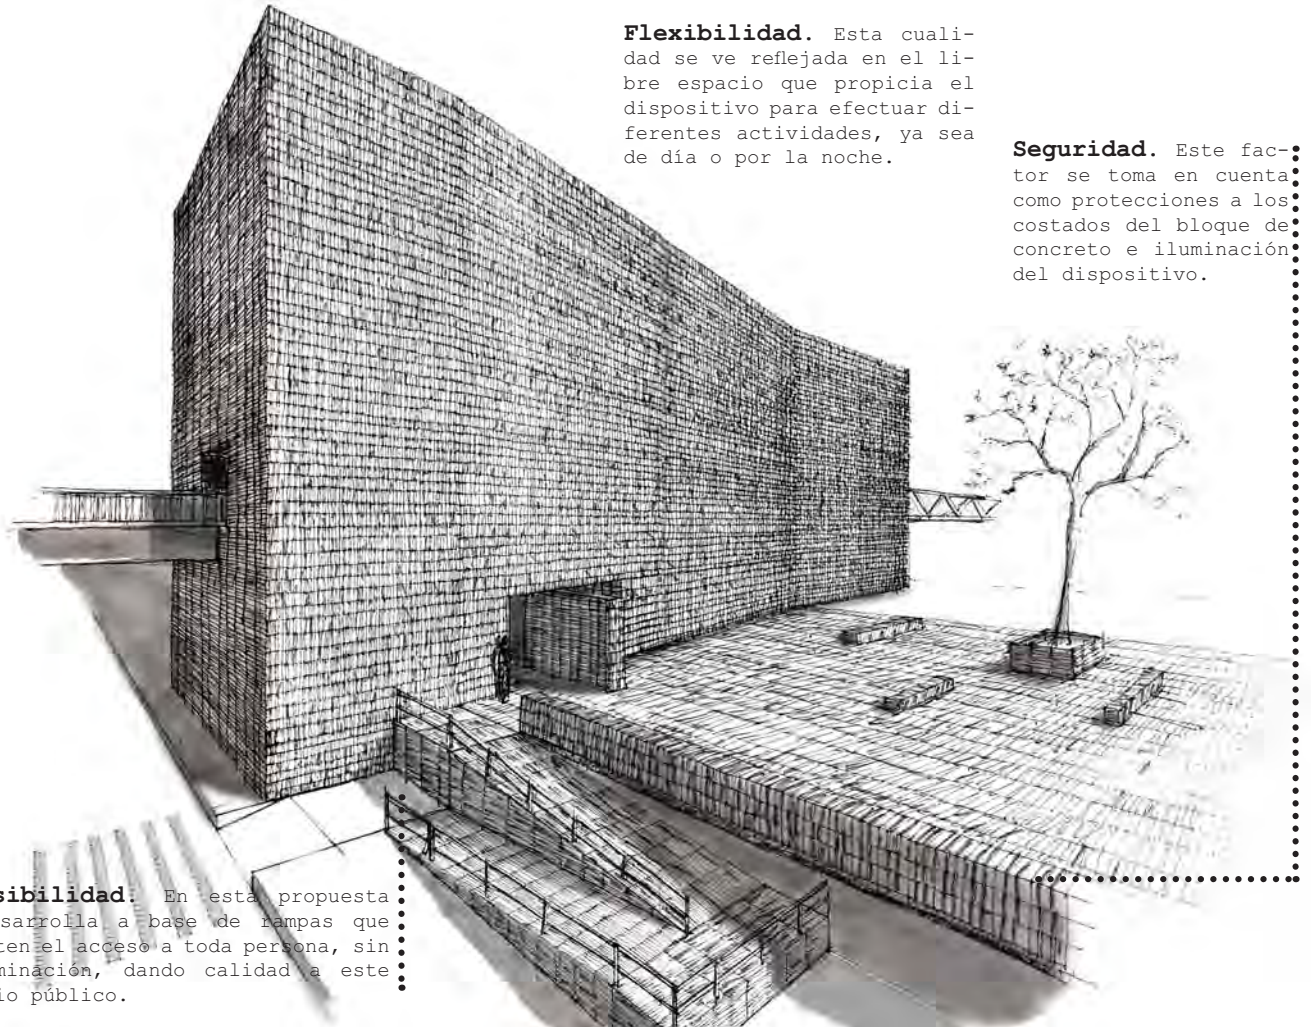 Flexibilidad. Esta cuali-
dad se ve reflejada en el li-
bre espacio que propicia el
dispositivo para efectuar di-
ferentes actividades, ya sea
de día o por la noche.
Seguridad. Este fac-
tor se toma en cuenta
como protecciones a los
costados del bloque de
concreto e iluminación
del dispositivo.
sibilidad. En esta propuesta
sarrolla a base de rampas que
ten el acceso a toda persona, sin
minación, dando calidad a este
io público.